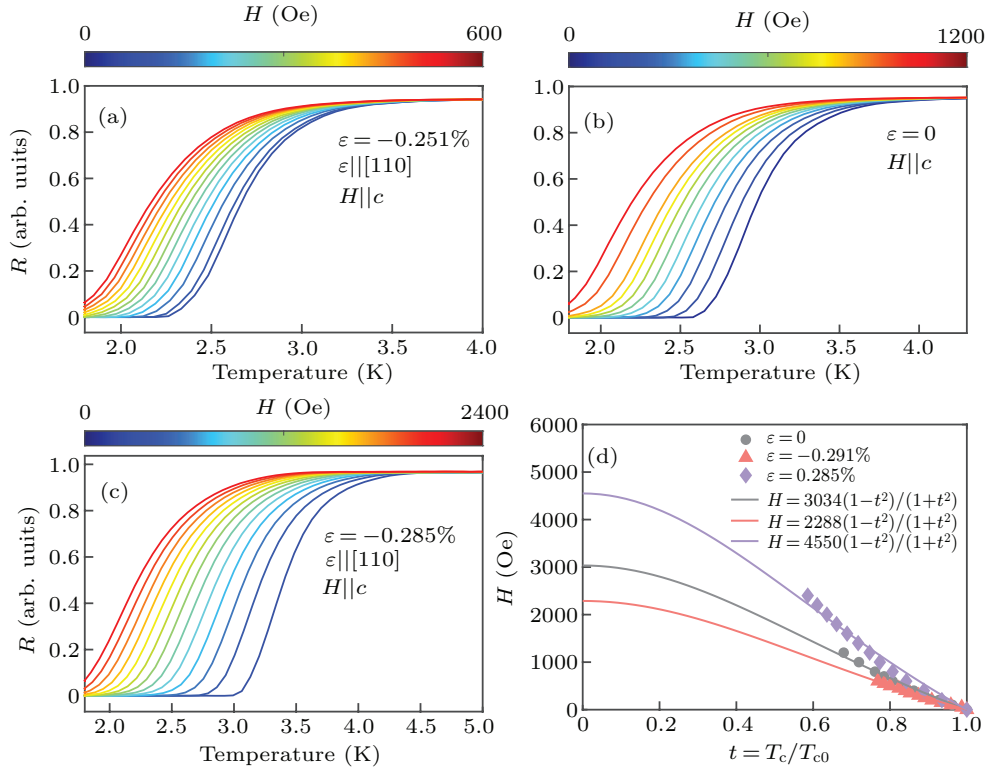 H (Oe)
0 600
1.0
0.8
0.6
0.4
0.2
0
R (arb. uuits)
(a)
ε=−0.251%
ε||[110]
H||c
2.0 2.5 3.0 3.5 4.0
Temperature (K)
H (Oe)
0 1200
1.0
0.8
0.6
0.4
0.2
0
R (arb. uuits)
(b)
ε=0
H||c
2.0 2.5 3.0 3.5 4.0
Temperature (K)
H (Oe)
0 2400
1.0
0.8
0.6
0.4
0.2
0
R (arb. uuits)
(c)
ε=−0.285%
ε||[110]
H||c
2.0 2.5 3.0 3.5 4.0 4.5 5.0
Temperature (K)
6000
5000
4000
3000
2000
1000
0
H (Oe)
(d)
ε=0
ε=−0.291%
ε=0.285%
H=3034(1−t²)/(1+t²)
H=2288(1−t²)/(1+t²)
H=4550(1−t²)/(1+t²)
0 0.2 0.4 0.6 0.8 1.0
t=Tc/Tc0